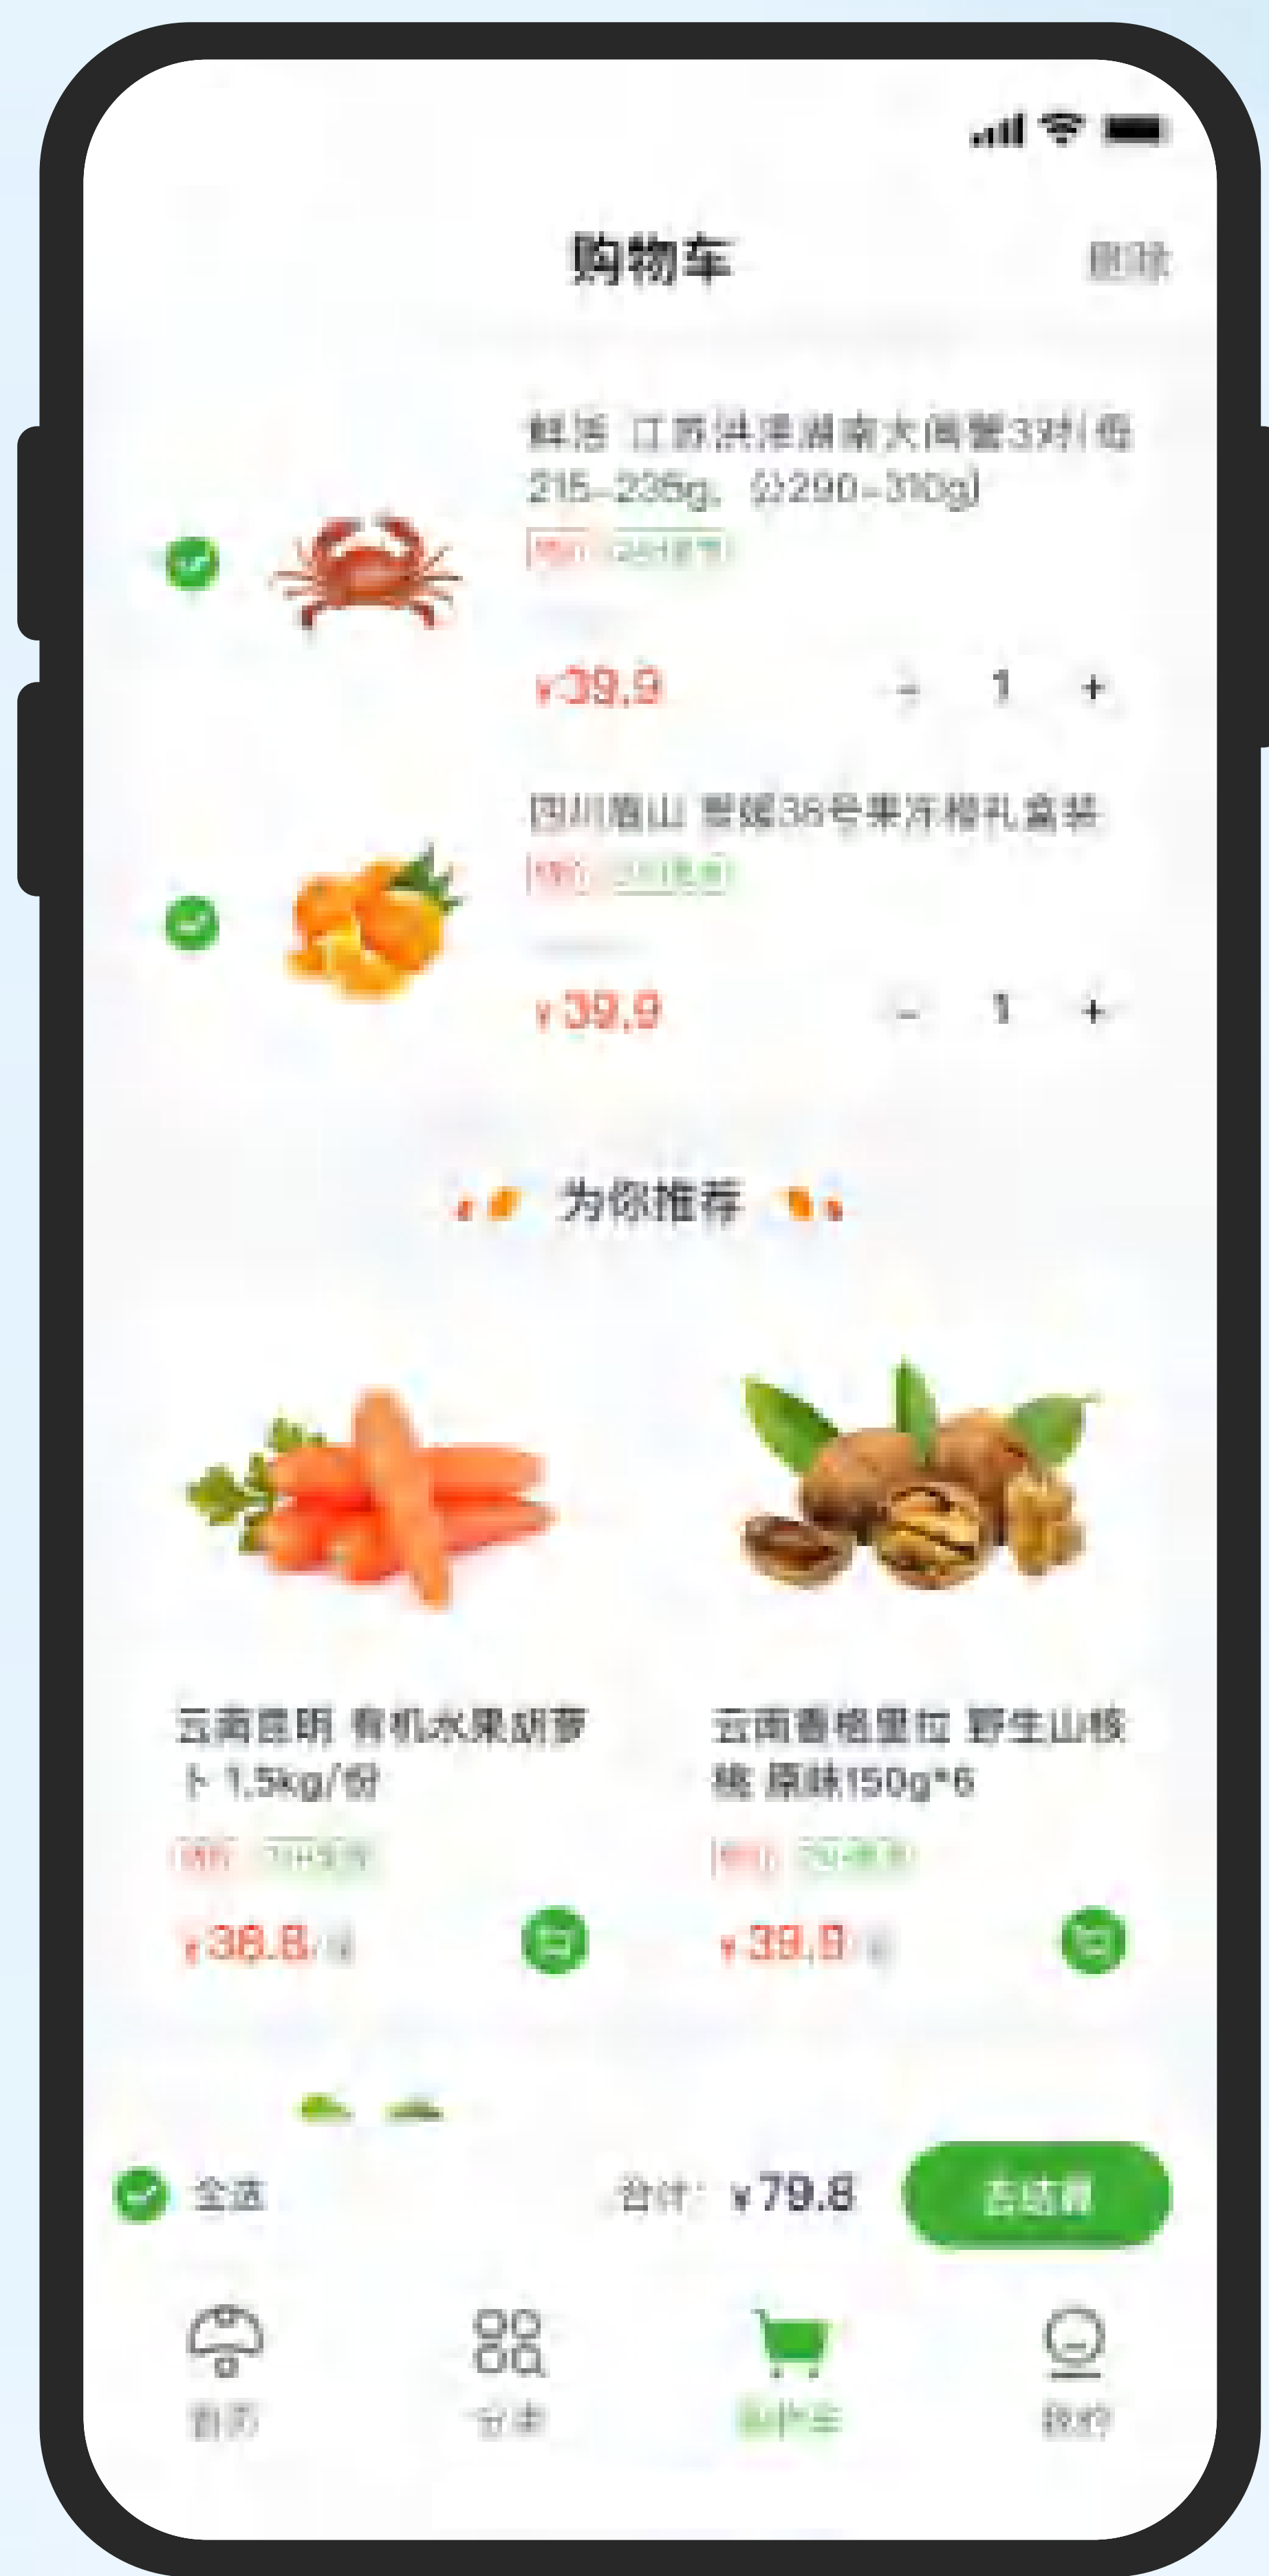 购物车
删除
鲜活 江苏洪泽湖南大闸蟹3对(母
215-235g, 公290-310g)
¥39.9
- 1 +
四川眉山 爱媛38号果冻橙礼盒装
¥39.9
- 1 +
为你推荐
云南昆明 有机水果胡萝
卜 1.5kg/份
¥38.8
云南香格里拉 野生山核
桃 原味150g*6
¥39.9
全选
合计: ¥79.8
去结算
首页
分类
购物车
我的